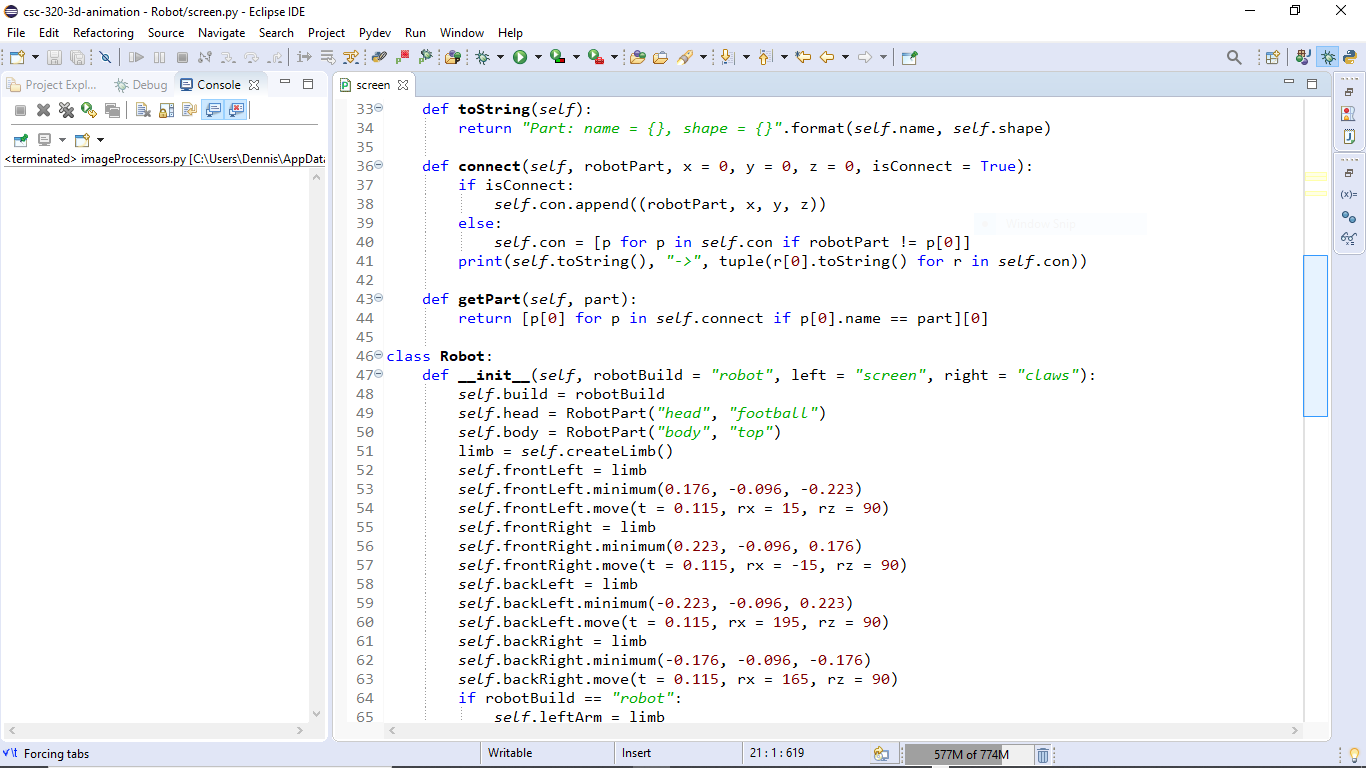 csc-320-3d-animation - Robot/screen.py - Eclipse IDE
File Edit Refactoring Source Navigate Search Project Pydev Run Window Help
Project Expl... Debug Console
screen
<terminated> imageProcessors.py [C:\Users\Dennis\AppData
33 def toString(self):
34 return "Part: name = {}, shape = {}".format(self.name, self.shape)
35
36 def connect(self, robotPart, x = 0, y = 0, z = 0, isConnect = True):
37 if isConnect:
38 self.con.append((robotPart, x, y, z))
39 else:
40 self.con = [p for p in self.con if robotPart != p[0]]
41 print(self.toString(), "->", tuple(r[0].toString() for r in self.con))
42
43 def getPart(self, part):
44 return [p[0] for p in self.connect if p[0].name == part][0]
45
46 class Robot:
47 def __init__(self, robotBuild = "robot", left = "screen", right = "claws"):
48 self.build = robotBuild
49 self.head = RobotPart("head", "football")
50 self.body = RobotPart("body", "top")
51 limb = self.createLimb()
52 self.frontLeft = limb
53 self.frontLeft.minimum(0.176, -0.096, -0.223)
54 self.frontLeft.move(t = 0.115, rx = 15, rz = 90)
55 self.frontRight = limb
56 self.frontRight.minimum(0.223, -0.096, 0.176)
57 self.frontRight.move(t = 0.115, rx = -15, rz = 90)
58 self.backLeft = limb
59 self.backLeft.minimum(-0.223, -0.096, 0.223)
60 self.backLeft.move(t = 0.115, rx = 195, rz = 90)
61 self.backRight = limb
62 self.backRight.minimum(-0.176, -0.096, -0.176)
63 self.backRight.move(t = 0.115, rx = 165, rz = 90)
64 if robotBuild == "robot":
65 self.leftArm = limb
Forcing tabs Writable Insert 21 : 1 : 619 577M of 774M